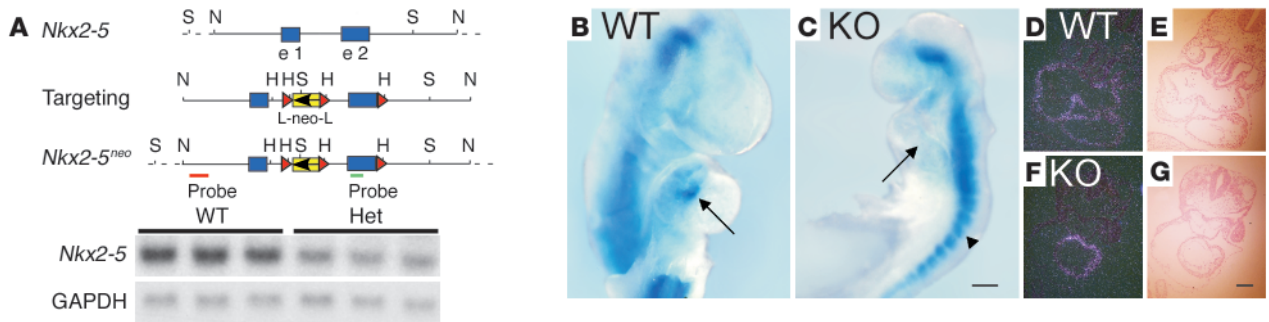 A
Nkx2-5
S N S N
e 1 e 2
Targeting
N H H S H H S N
L-neo-L
Nkx2-5neo
S N H H S H H S N
Probe Probe
WT Het
Nkx2-5
GAPDH
B WT
C KO
D WT
E
F KO
G